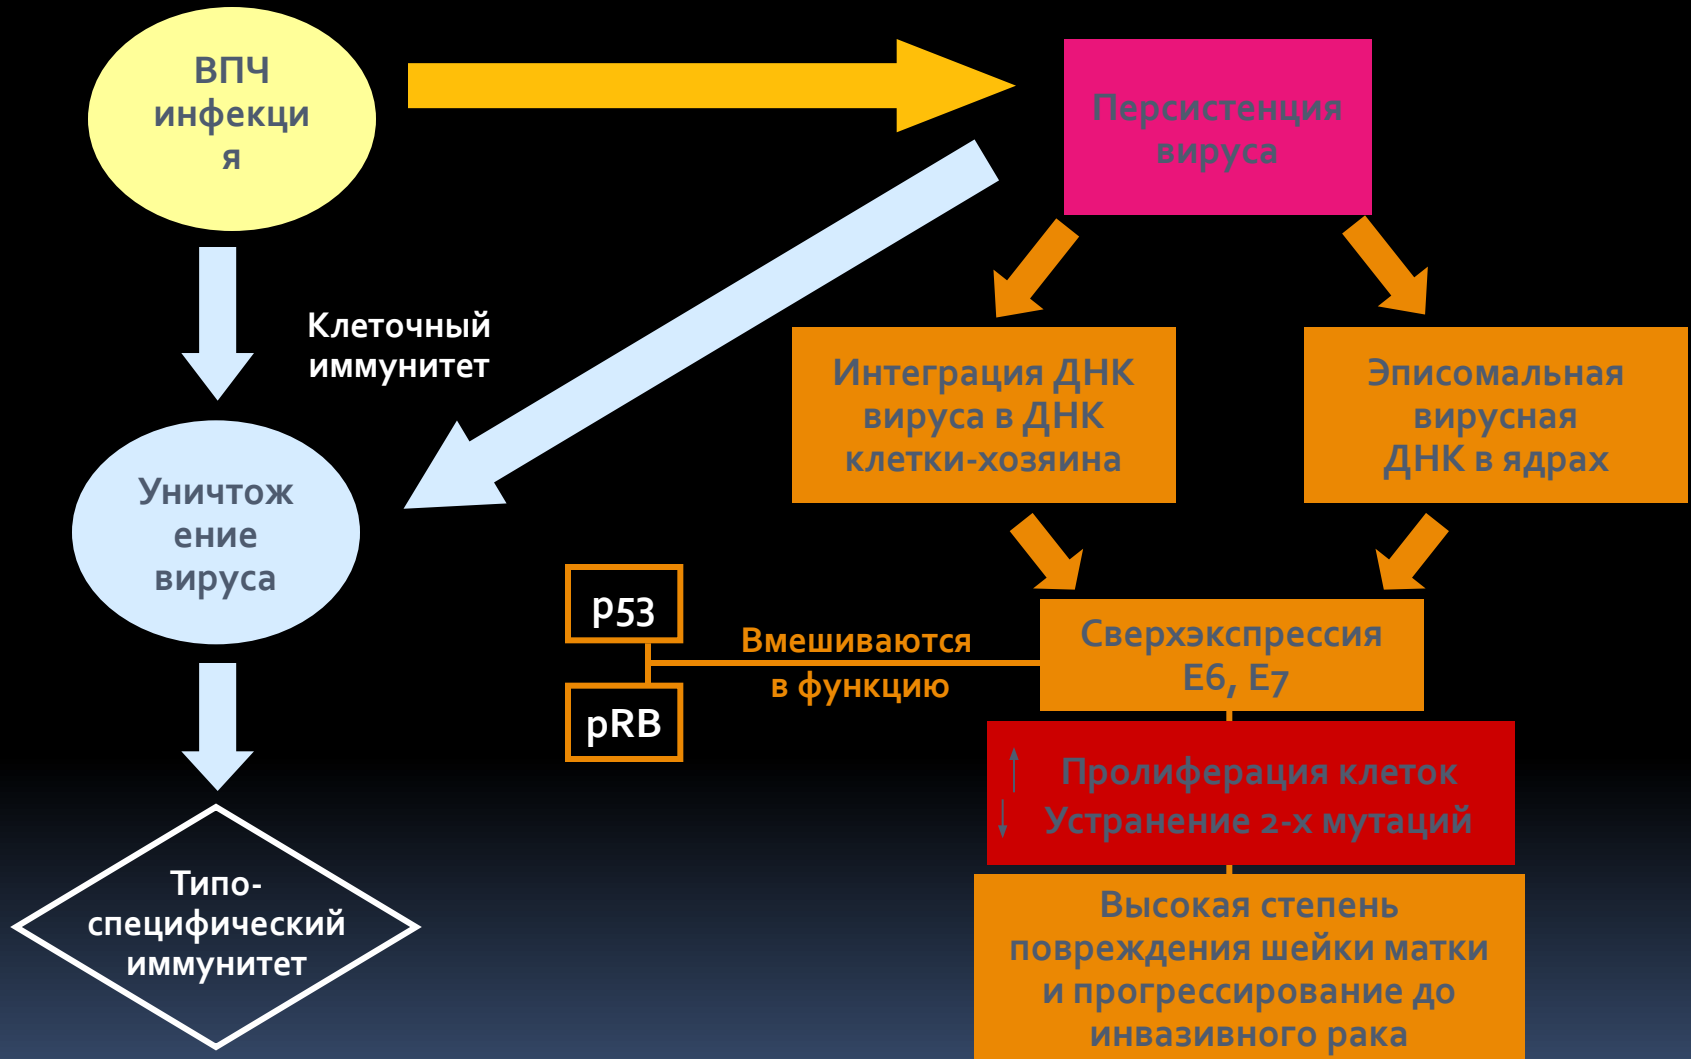 ВПЧ
инфекци
я
Персистенция
вируса
Клеточный
иммунитет
Интеграция ДНК
вируса в ДНК
клетки-хозяина
Эписомальная
вирусная
ДНК в ядрах
Уничтож
ение
вируса
p53
pRB
Вмешиваются
в функцию
Сверхэкспрессия
E6, E7
↑ Пролиферация клеток
↓ Устранение 2-х мутаций
Типо-
специфический
иммунитет
Высокая степень
повреждения шейки матки
и прогрессирование до
инвазивного рака